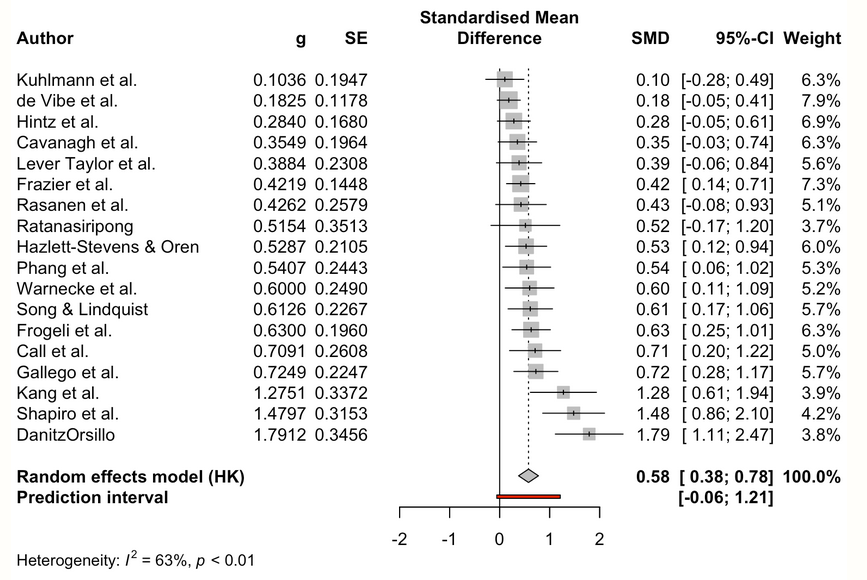 Standardised Mean
Author g SE Difference SMD 95%-CI Weight
Kuhlmann et al. 0.1036 0.1947 0.10 [-0.28; 0.49] 6.3%
de Vibe et al. 0.1825 0.1178 0.18 [-0.05; 0.41] 7.9%
Hintz et al. 0.2840 0.1680 0.28 [-0.05; 0.61] 6.9%
Cavanagh et al. 0.3549 0.1964 0.35 [-0.03; 0.74] 6.3%
Lever Taylor et al. 0.3884 0.2308 0.39 [-0.06; 0.84] 5.6%
Frazier et al. 0.4219 0.1448 0.42 [ 0.14; 0.71] 7.3%
Rasanen et al. 0.4262 0.2579 0.43 [-0.08; 0.93] 5.1%
Ratanasiripong 0.5154 0.3513 0.52 [-0.17; 1.20] 3.7%
Hazlett-Stevens & Oren 0.5287 0.2105 0.53 [ 0.12; 0.94] 6.0%
Phang et al. 0.5407 0.2443 0.54 [ 0.06; 1.02] 5.3%
Warnecke et al. 0.6000 0.2490 0.60 [ 0.11; 1.09] 5.2%
Song & Lindquist 0.6126 0.2267 0.61 [ 0.17; 1.06] 5.7%
Frogeli et al. 0.6300 0.1960 0.63 [ 0.25; 1.01] 6.3%
Call et al. 0.7091 0.2608 0.71 [ 0.20; 1.22] 5.0%
Gallego et al. 0.7249 0.2247 0.72 [ 0.28; 1.17] 5.7%
Kang et al. 1.2751 0.3372 1.28 [ 0.61; 1.94] 3.9%
Shapiro et al. 1.4797 0.3153 1.48 [ 0.86; 2.10] 4.2%
DanitzOrsillo 1.7912 0.3456 1.79 [ 1.11; 2.47] 3.8%
Random effects model (HK) 0.58 [ 0.38; 0.78] 100.0%
Prediction interval [-0.06; 1.21]
-2 -1 0 1 2
Heterogeneity: I² = 63%, p < 0.01